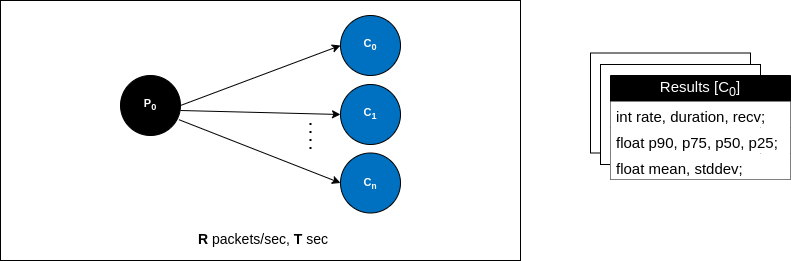 P0
C0
C1
Cn
R packets/sec, T sec
Results [C0]
int rate, duration, recv;
float p90, p75, p50, p25;
float mean, stddev;